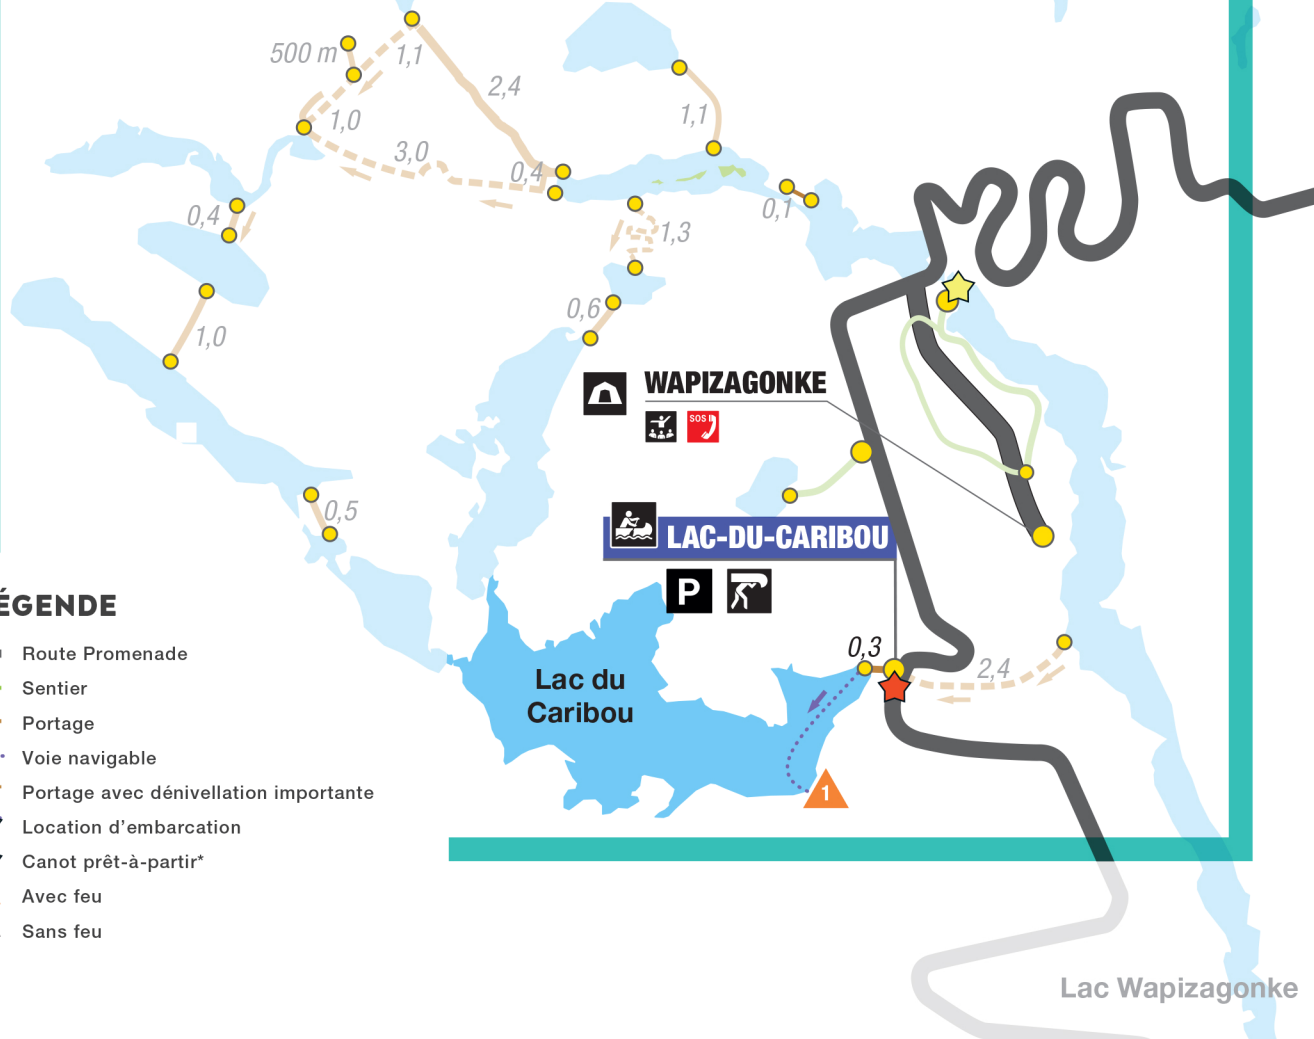 500 m
1,1
2,4
1,1
1,0
3,0
0,4
0,4
0,1
1,3
0,6
1,0
WAPIZAGONKE
SOS
0,5
LAC-DU-CARIBOU
P
ÉGENDE
Route Promenade
Sentier
Portage
Voie navigable
Portage avec dénivellation importante
Location d’embarcation
Canot prêt-à-partir*
Avec feu
Sans feu
0,3
2,4
Lac du
Caribou
1
Lac Wapizagonke